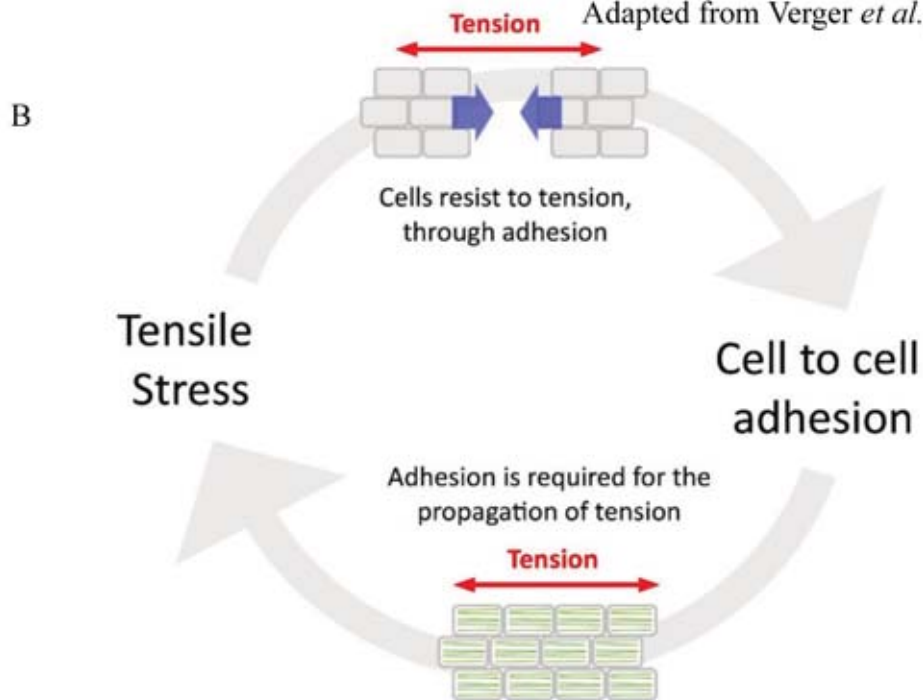 Adapted from Verger et al.
Tension
B
Cells resist to tension,
through adhesion
Tensile
Stress
Cell to cell
adhesion
Adhesion is required for the
propagation of tension
Tension